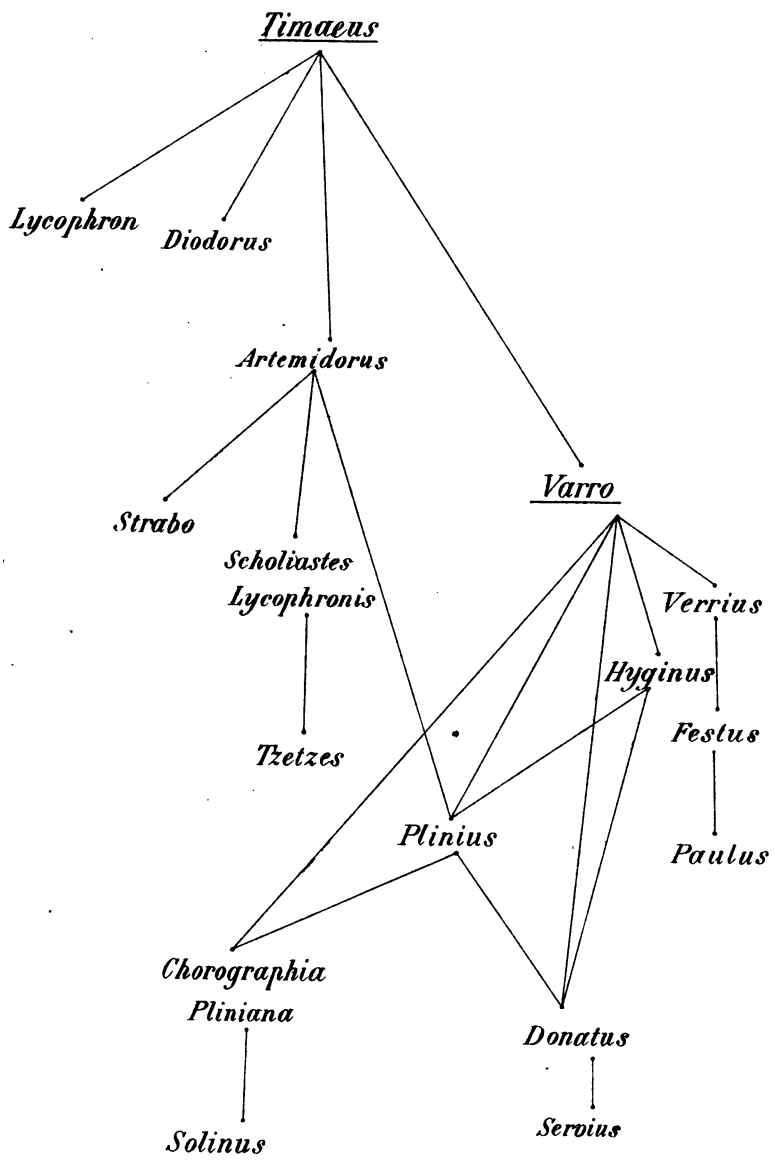 Timaeus
Lycophron
Diodorus
Artemidorus
Varro
Strabo
Scholiastes
Lycophronis
Verrius
Hyginus
Festus
Tzetzes
Plinius
Paulus
Chorographia
Pliniana
Donatus
Solinus
Servius